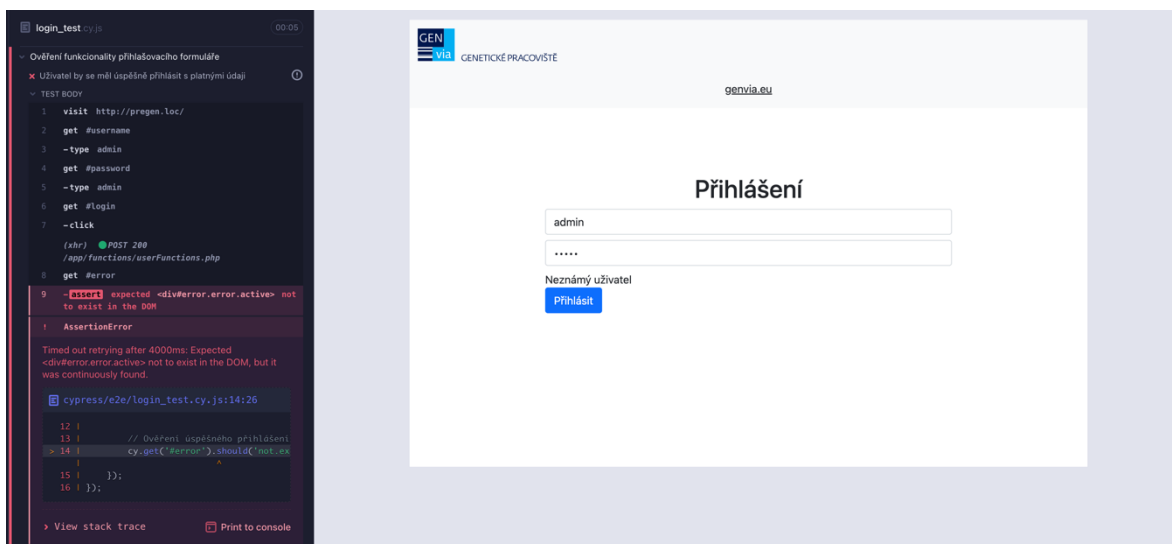 login_test.cy.js
00:05
Ověření funkcionality přihlašovacího formuláře
Uživatel by se měl úspěšně přihlásit s platnými údaji
TEST BODY
1 visit http://pregen.loc/
2 get #username
3 -type admin
4 get #password
5 -type admin
6 get #login
7 -click
(xhr) POST 200
/app/functions/userFunctions.php
8 get #error
9 -assert expected <div#error.error.active> not
to exist in the DOM
! AssertionError
Timed out retrying after 4000ms: Expected
<div#error.error.active> not to exist in the DOM, but it
was continuously found.
cypress/e2e/login_test.cy.js:14:26
12 |
13 | // Ověření úspěšného přihlášení
> 14 | cy.get('#error').should('not.ex
| ^
15 | });
16 | });
> View stack trace
Print to console
GEN
via
GENETICKÉ PRACOVIŠTĚ
genvia.eu
Přihlášení
admin
•••••
Neznámý uživatel
Přihlásit